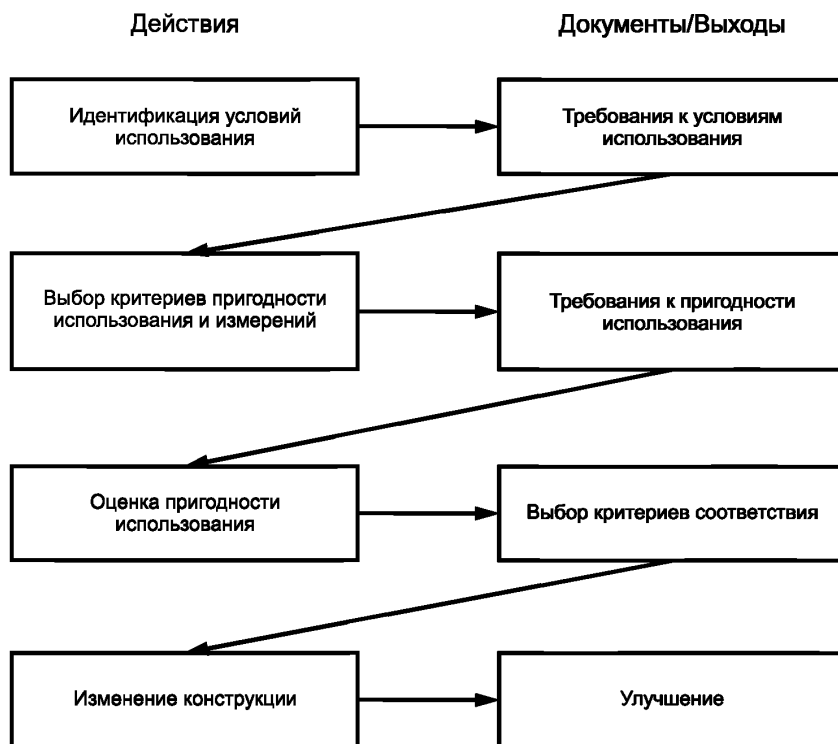 Действия
Документы/Выходы
Идентификация условий
использования
Требования к условиям
использования
Выбор критериев пригодности
использования и измерений
Требования к пригодности
использования
Оценка пригодности
использования
Выбор критериев соответствия
Изменение конструкции
Улучшение